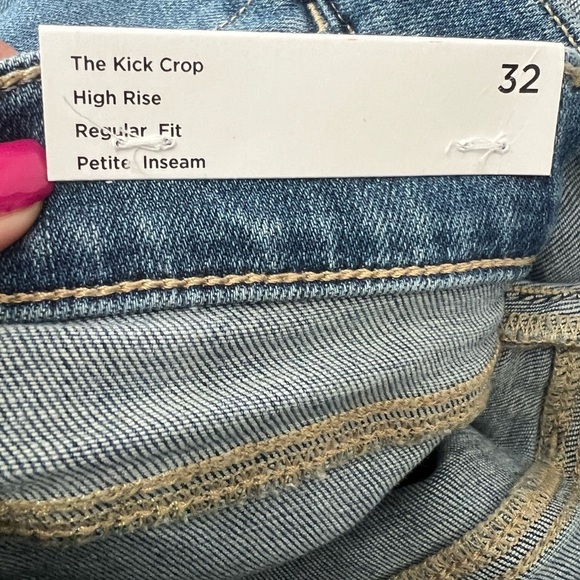 The Kick Crop
32
High Rise
Regular Fit
Petite Inseam